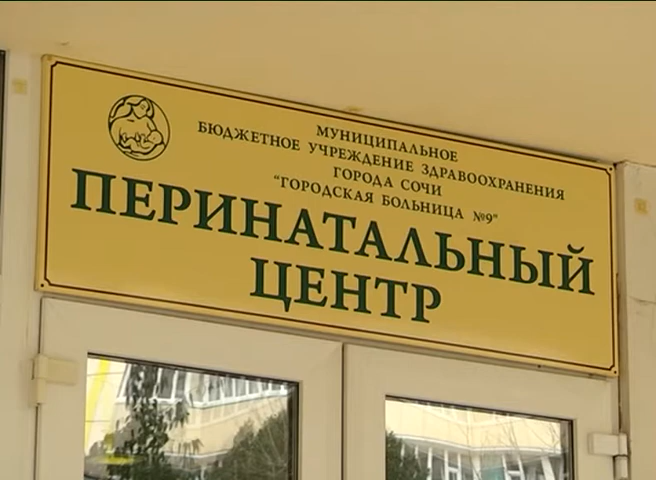 МУНИЦИПАЛЬНОЕ
БЮДЖЕТНОЕ УЧРЕЖДЕНИЕ ЗДРАВООХРАНЕНИЯ
ГОРОДА СОЧИ
"ГОРОДСКАЯ БОЛЬНИЦА №9"
ПЕРИНАТАЛЬНЫЙ
ЦЕНТР